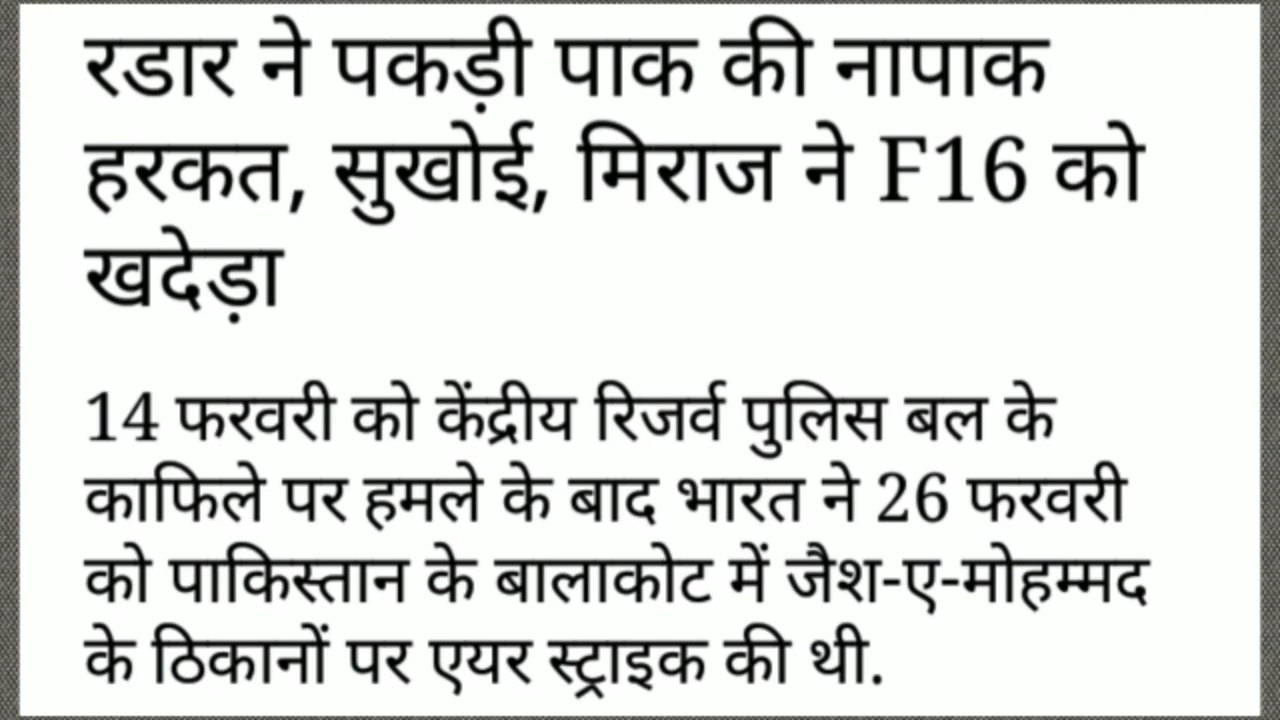 रडार ने पकड़ी पाक की नापाक
हरकत, सुखोई, मिराज ने F16 को
खदेड़ा
14 फरवरी को केंद्रीय रिजर्व पुलिस बल के
काफिले पर हमले के बाद भारत ने 26 फरवरी
को पाकिस्तान के बालाकोट में जैश-ए-मोहम्मद
के ठिकानों पर एयर स्ट्राइक की थी.